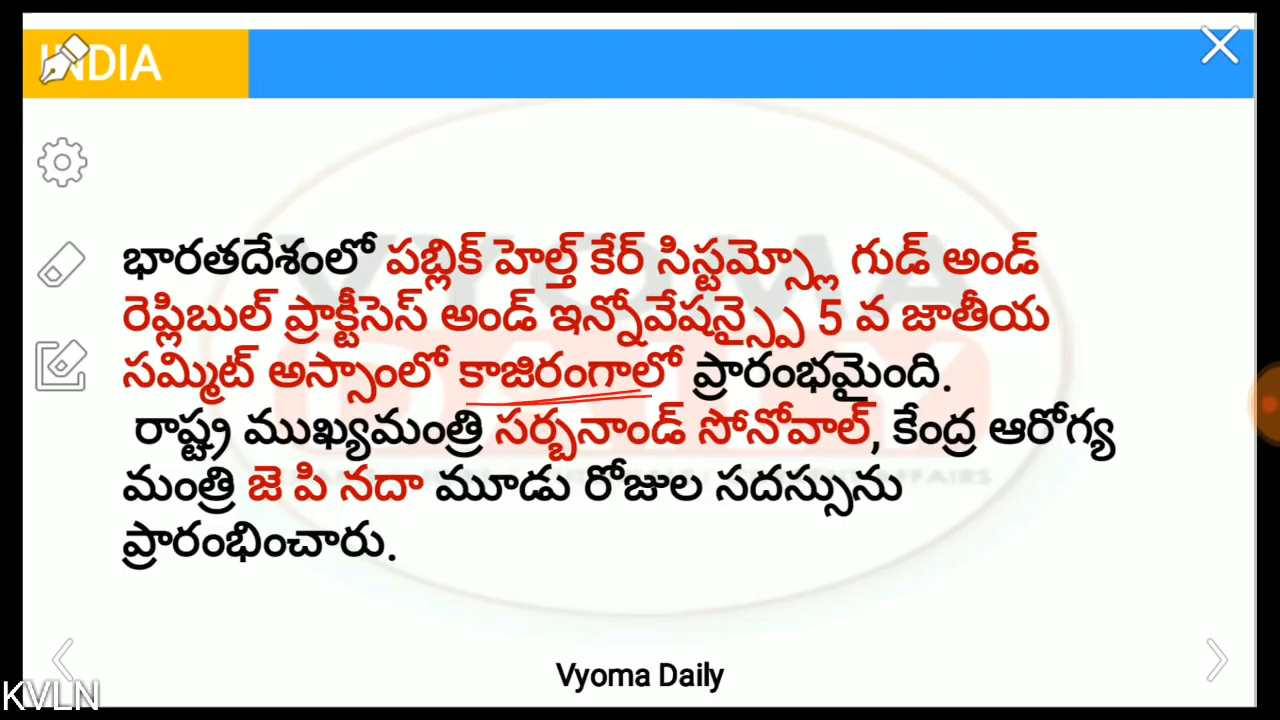 INDIA
భారతదేశంలో పబ్లిక్ హెల్త్ కేర్ సిస్టమ్స్లో గుడ్ అండ్
రెప్లిబుల్ ప్రాక్టీసెస్ అండ్ ఇన్నోవేషన్స్పై 5 వ జాతీయ
సమ్మిట్ అస్సాంలో కాజిరంగాలో ప్రారంభమైంది.
రాష్ట్ర ముఖ్యమంత్రి సర్బనాండ్ సోనోవాల్, కేంద్ర ఆరోగ్య
మంత్రి జె పి నదా మూడు రోజుల సదస్సును
ప్రారంభించారు.
Vyoma Daily
KVLN